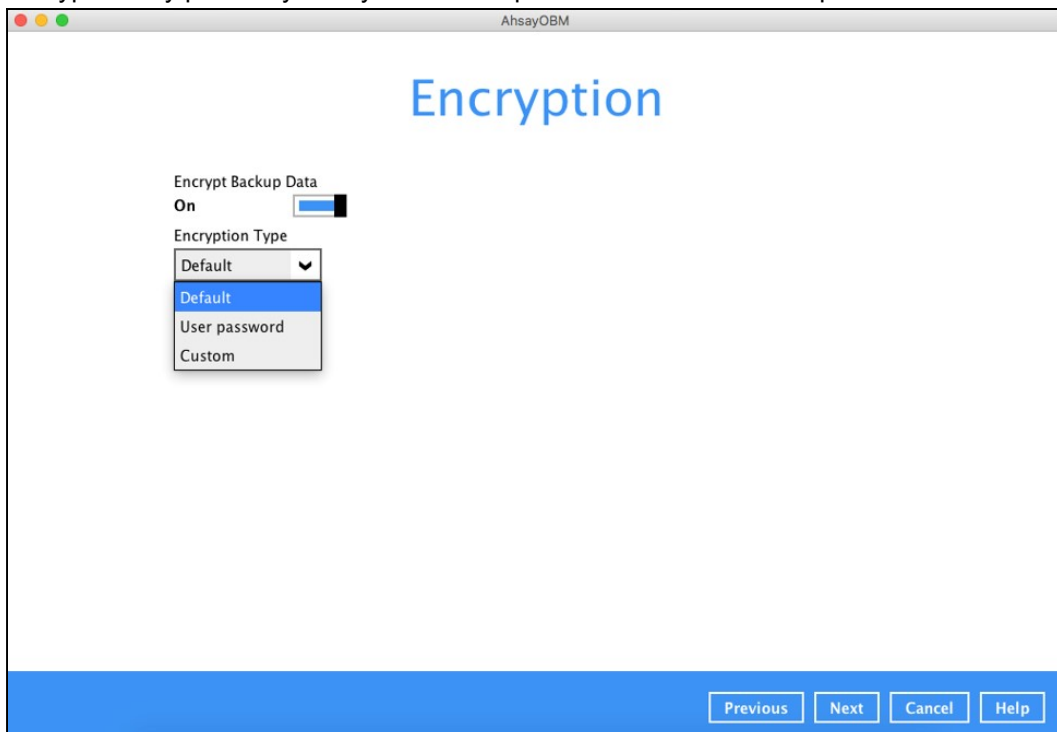 AhsayOBM
Encryption
Encrypt Backup Data
On
Encryption Type
Default
Default
User password
Custom
Previous Next Cancel Help